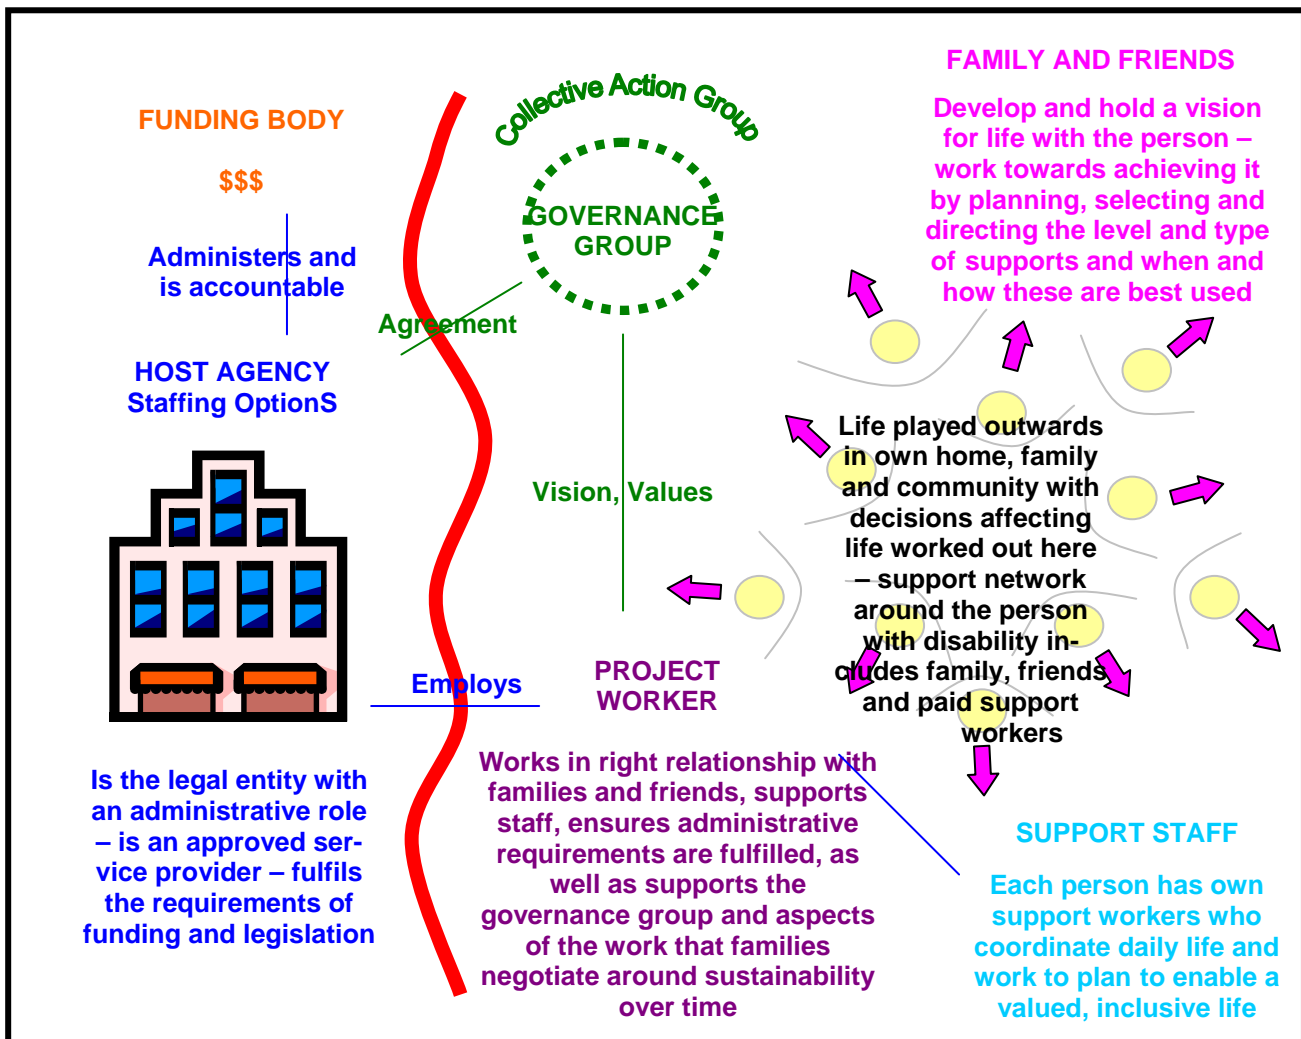 FUNDING BODY
$$$
Administers and
is accountable
HOST AGENCY
Staffing OptionS
Is the legal entity with
an administrative role
– is an approved ser-
vice provider – fulfils
the requirements of
funding and legislation
Collective Action Group
GOVERNANCE
GROUP
Agreement
Vision, Values
Employs
PROJECT
WORKER
Works in right relationship with
families and friends, supports
staff, ensures administrative
requirements are fulfilled, as
well as supports the
governance group and aspects
of the work that families
negotiate around sustainability
over time
FAMILY AND FRIENDS
Develop and hold a vision
for life with the person –
work towards achieving it
by planning, selecting and
directing the level and type
of supports and when and
how these are best used
Life played outwards
in own home, family
and community with
decisions affecting
life worked out here
– support network
around the person
with disability in-
cludes family, friends
and paid support
workers
SUPPORT STAFF
Each person has own
support workers who
coordinate daily life and
work to plan to enable a
valued, inclusive life